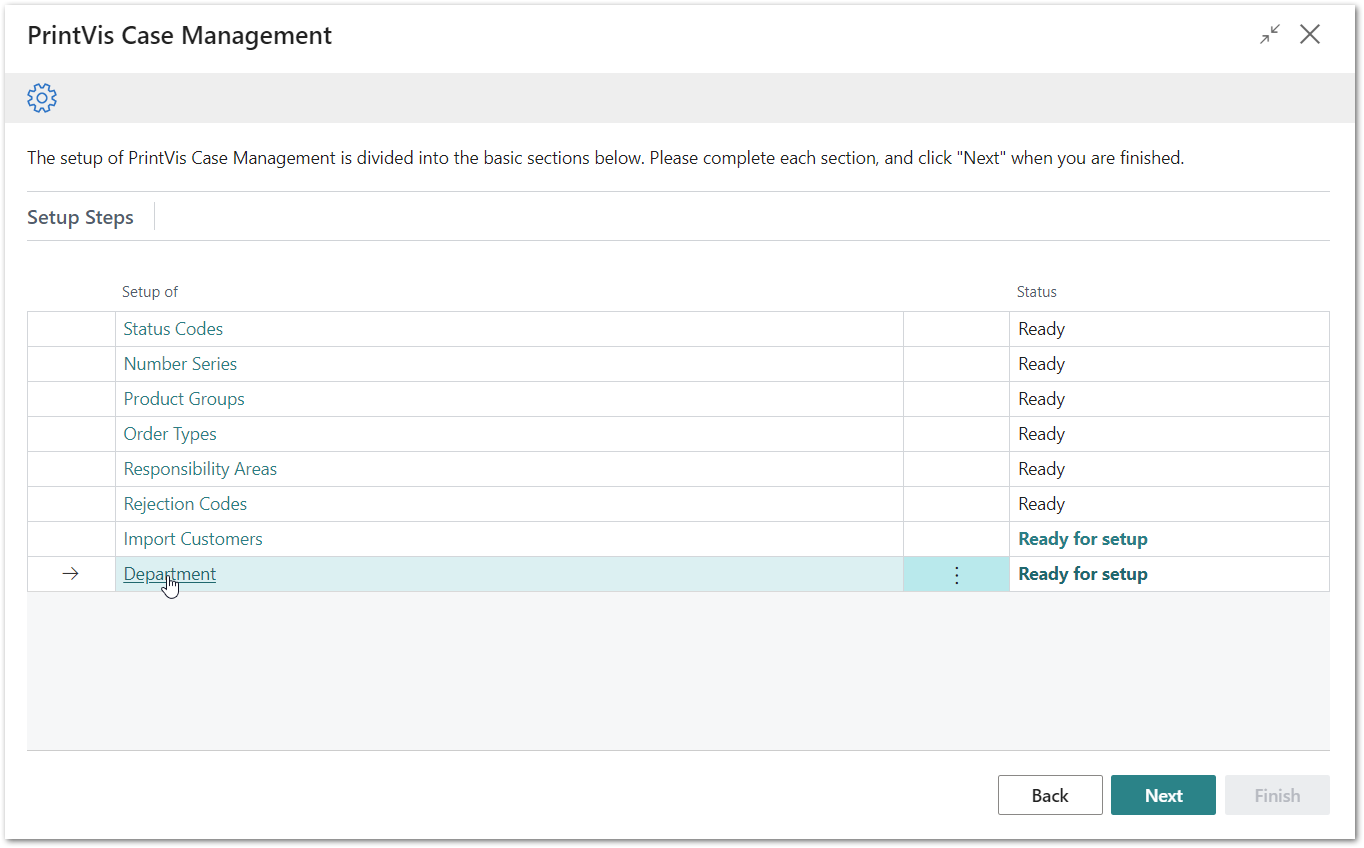 PrintVis Case Management
The setup of PrintVis Case Management is divided into the basic sections below. Please complete each section, and click "Next" when you are finished.
Setup Steps
Setup of Status
Status Codes Ready
Number Series Ready
Product Groups Ready
Order Types Ready
Responsibility Areas Ready
Rejection Codes Ready
Import Customers Ready for setup
Department Ready for setup
Back Next Finish